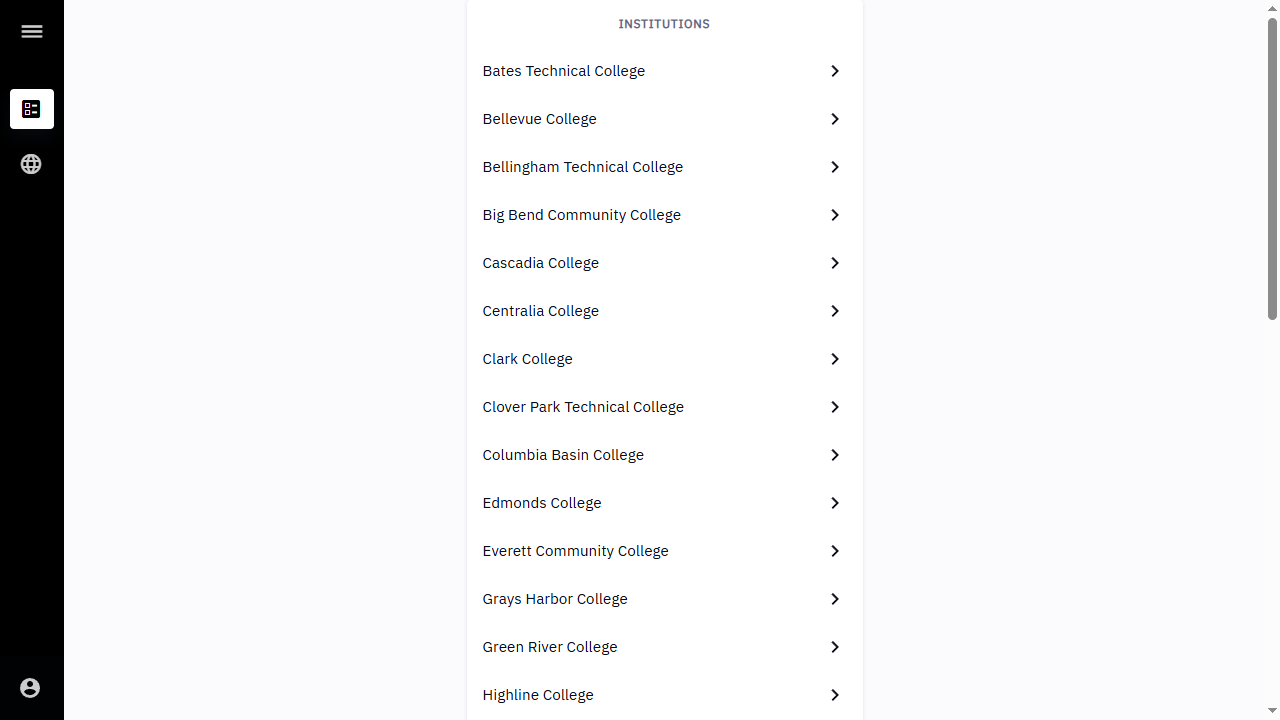 INSTITUTIONS
Bates Technical College
Bellevue College
Bellingham Technical College
Big Bend Community College
Cascadia College
Centralia College
Clark College
Clover Park Technical College
Columbia Basin College
Edmonds College
Everett Community College
Grays Harbor College
Green River College
Highline College